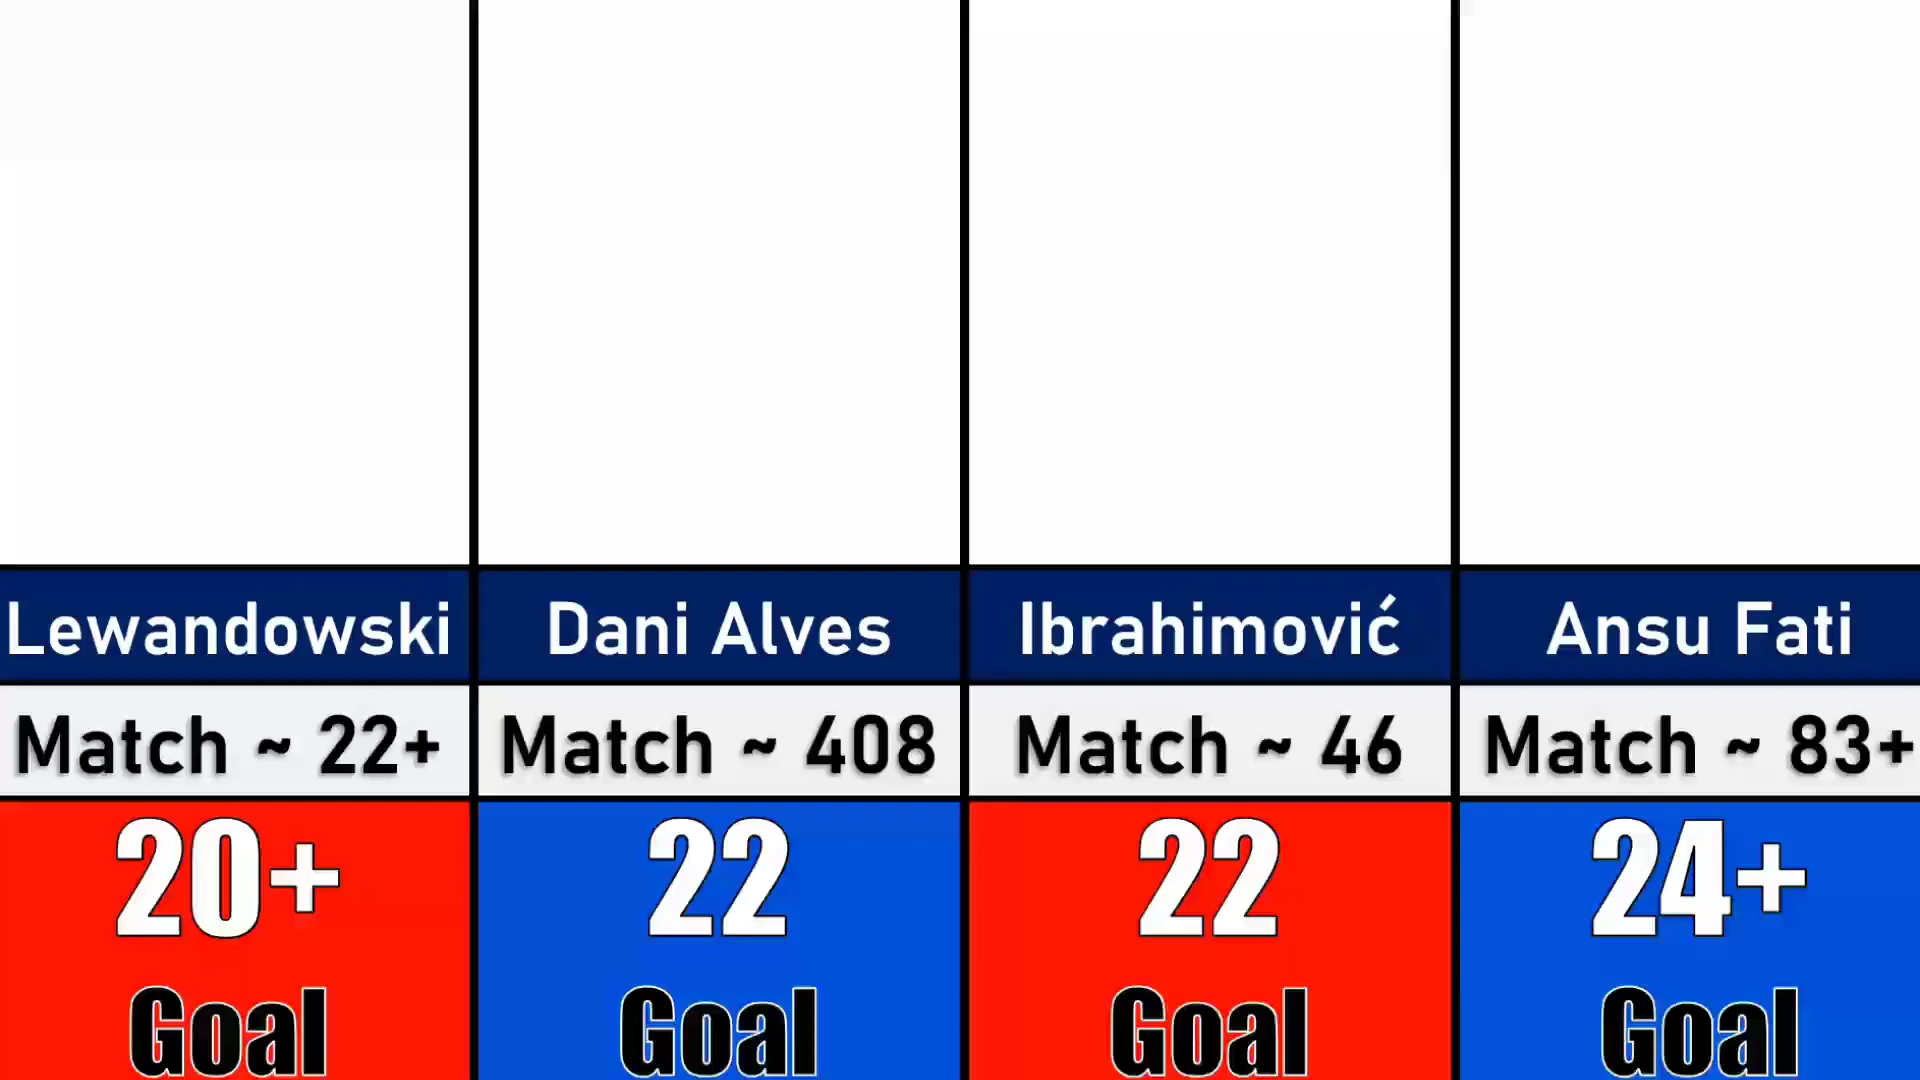 Lewandowski
Dani Alves
Ibrahimović
Ansu Fati
Match ~ 22+
Match ~ 408
Match ~ 46
Match ~ 83+
20+
22
22
24+
Goal
Goal
Goal
Goal